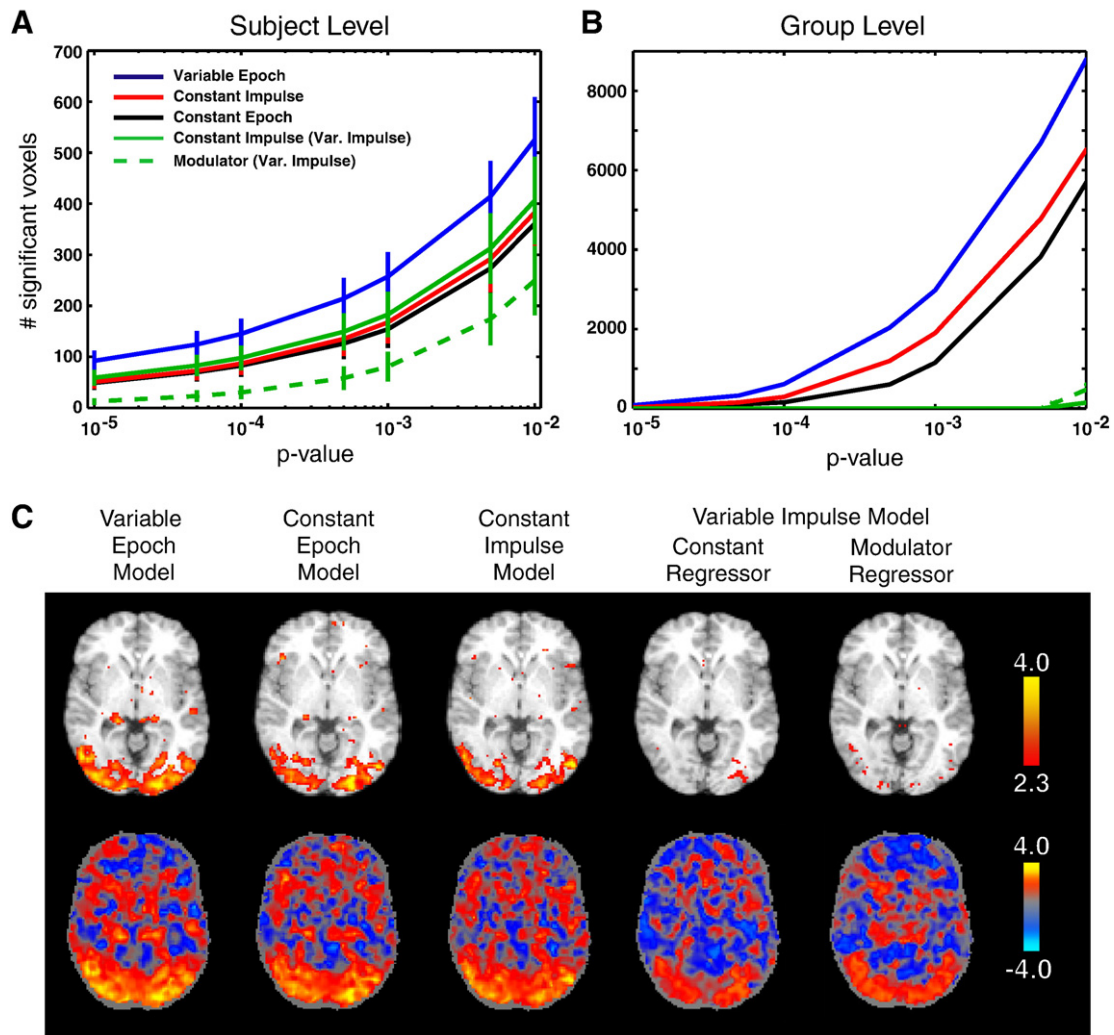 A
Subject Level
700
600
500
400
300
200
100
0
# significant voxels
Variable Epoch
Constant Impulse
Constant Epoch
Constant Impulse (Var. Impulse)
Modulator (Var. Impulse)
10-5
10-4
10-3
10-2
p-value
B
Group Level
8000
6000
4000
2000
0
10-5
10-4
10-3
10-2
p-value
C
Variable
Epoch
Model
Constant
Epoch
Model
Constant
Impulse
Model
Variable Impulse Model
Constant
Regressor
Modulator
Regressor
4.0
2.3
4.0
-4.0